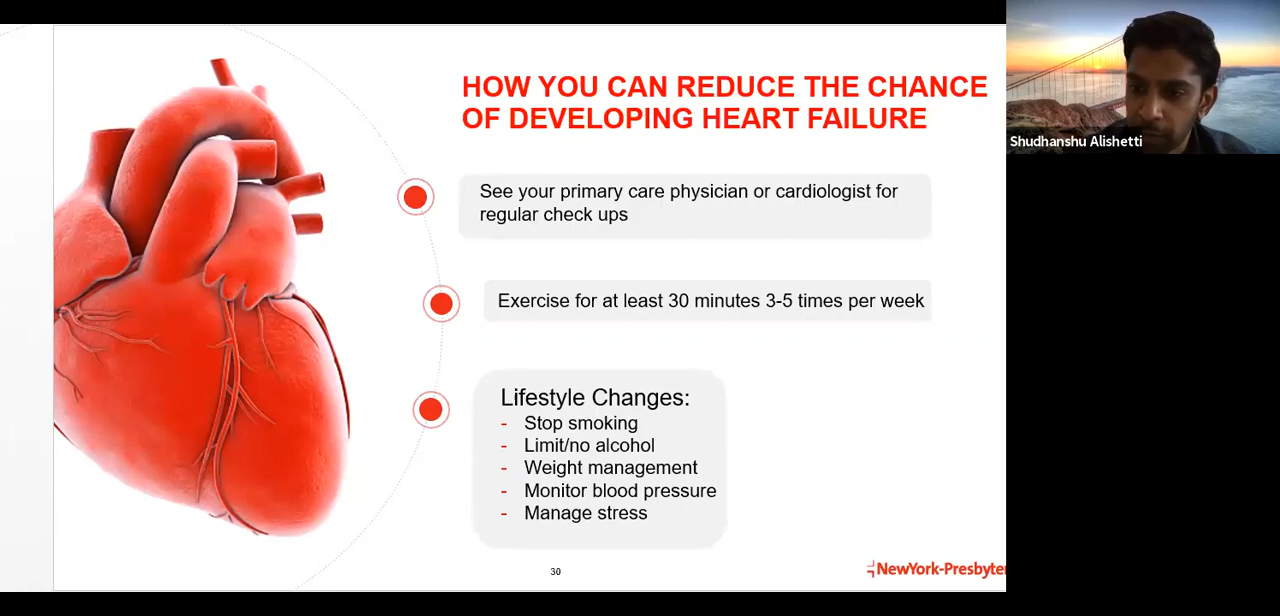 HOW YOU CAN REDUCE THE CHANCE
OF DEVELOPING HEART FAILURE
Shudhanshu Alishetti
See your primary care physician or cardiologist for
regular check ups
Exercise for at least 30 minutes 3-5 times per week
Lifestyle Changes:
- Stop smoking
- Limit/no alcohol
- Weight management
- Monitor blood pressure
- Manage stress
30
NewYork-Presbyter